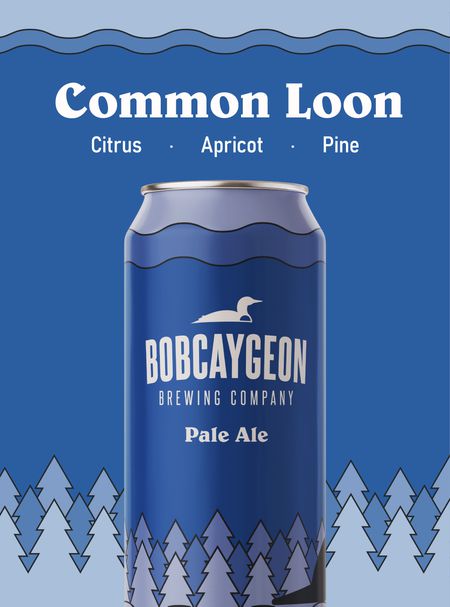 Common Loon
Citrus · Apricot · Pine
BOBCAYGEON
BREWING COMPANY
Pale Ale